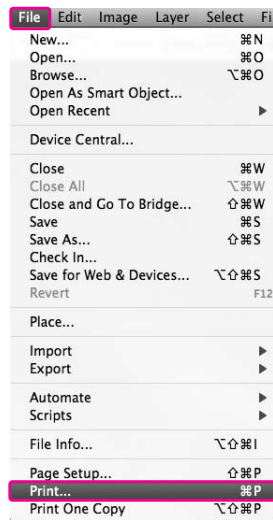 File Edit Image Layer Select Fi
New... ⌘N
Open... ⌘O
Browse... ⌥⌘O
Open As Smart Object...
Open Recent ▶
Device Central...
Close ⌘W
Close All ⌥⌘W
Close and Go To Bridge... ⇧⌘W
Save ⌘S
Save As... ⇧⌘S
Check In...
Save for Web & Devices... ⌥⇧⌘S
Revert F12
Place...
Import ▶
Export ▶
Automate ▶
Scripts ▶
File Info... ⌥⇧⌘I
Page Setup... ⇧⌘P
Print... ⌘P
Print One Copy ⌥⇧⌘P